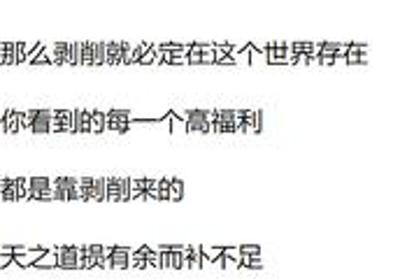 那么剥削就必定在这个世界存在
你看到的每一个高福利
都是靠剥削来的
天之道损有余而补不足